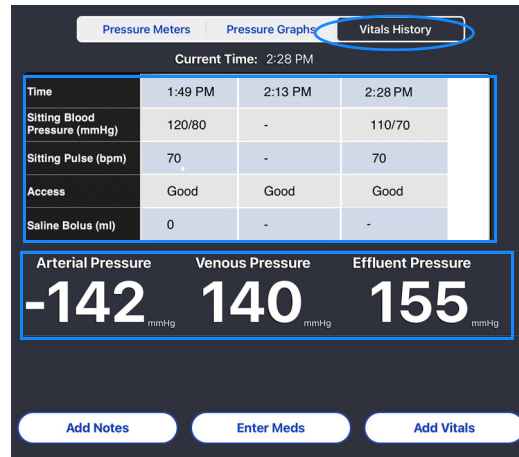 Pressure Meters Pressure Graphs Vitals History
Current Time: 2:28 PM
Time 1:49 PM 2:13 PM 2:28 PM
Sitting Blood
Pressure (mmHg) 120/80 - 110/70
Sitting Pulse (bpm) 70 - 70
Access Good Good Good
Saline Bolus (ml) 0 - -
Arterial Pressure Venous Pressure Effluent Pressure
-142 mmHg 140 mmHg 155 mmHg
Add Notes Enter Meds Add Vitals